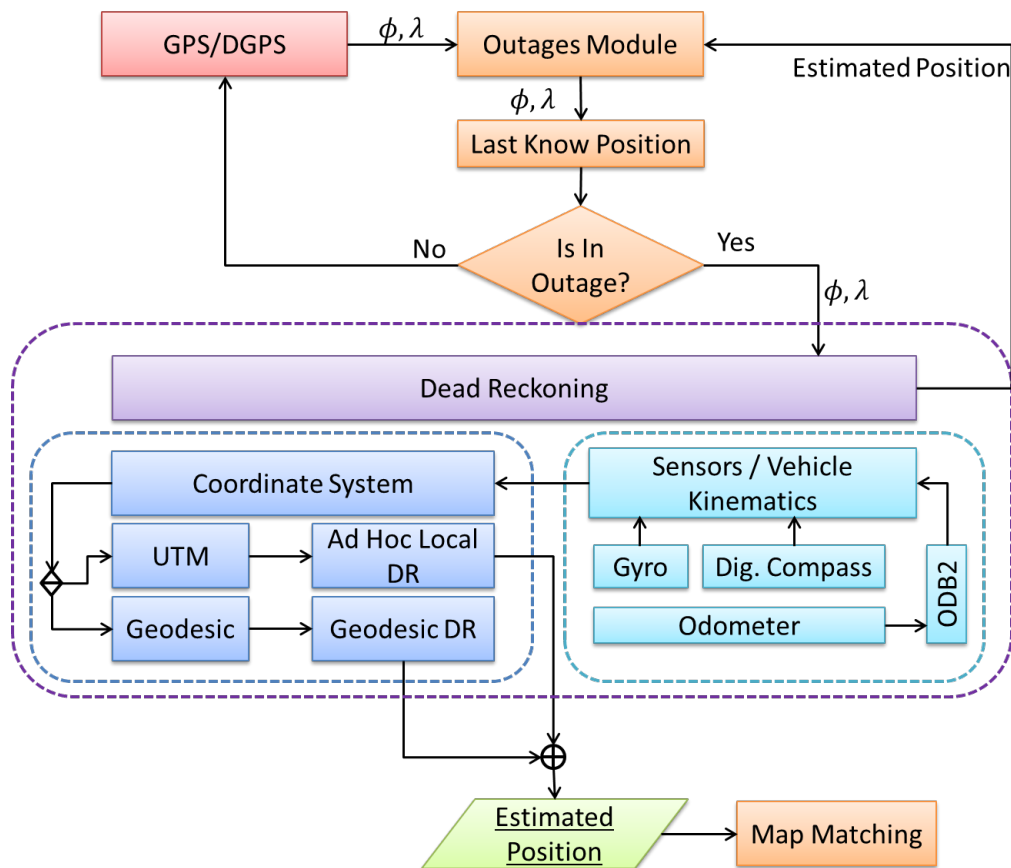 GPS/DGPS
ϕ, λ
Outages Module
Estimated Position
ϕ, λ
Last Know Position
No
Is In
Outage?
Yes
ϕ, λ
Dead Reckoning
Coordinate System
Sensors / Vehicle
Kinematics
UTM
Ad Hoc Local
DR
Gyro
Dig. Compass
ODB2
Geodesic
Geodesic DR
Odometer
Estimated
Position
Map Matching